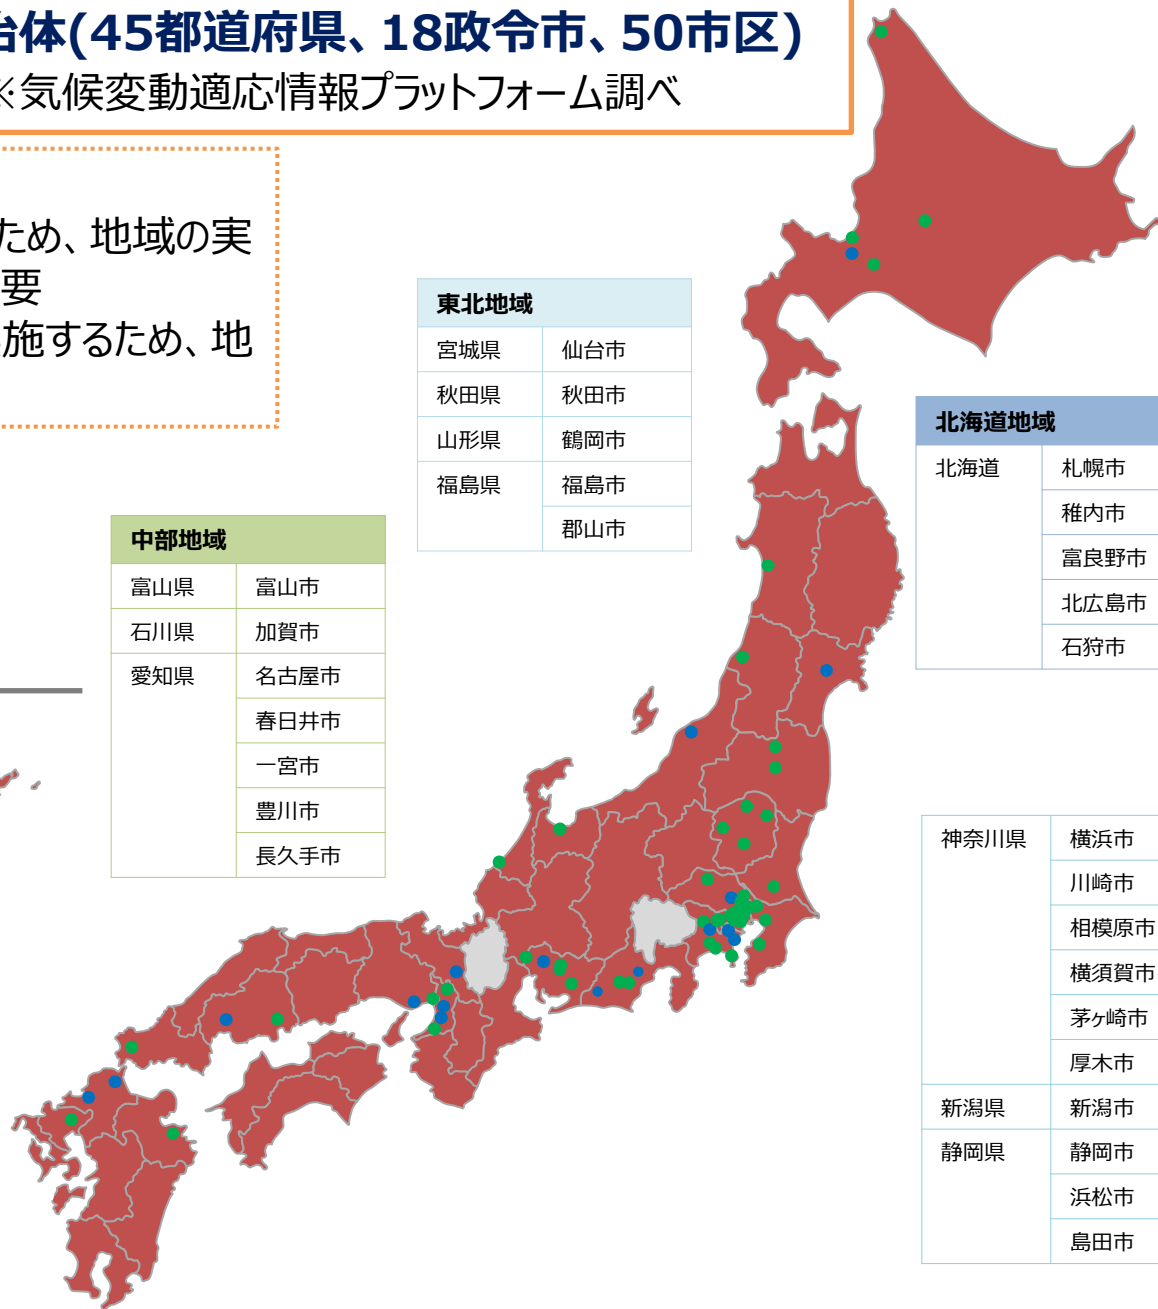 治体(45都道府県、18政令市、50市区)
※気候変動適応情報プラットフォーム調べ
ため、地域の実
要
施するため、地
東北地域
宮城県 仙台市
秋田県 秋田市
山形県 鶴岡市
福島県 福島市
郡山市
北海道地域
北海道 札幌市
稚内市
富良野市
北広島市
石狩市
中部地域
富山県 富山市
石川県 加賀市
愛知県 名古屋市
春日井市
一宮市
豊川市
長久手市
神奈川県 横浜市
川崎市
相模原市
横須賀市
茅ヶ崎市
厚木市
新潟県 新潟市
静岡県 静岡市
浜松市
島田市